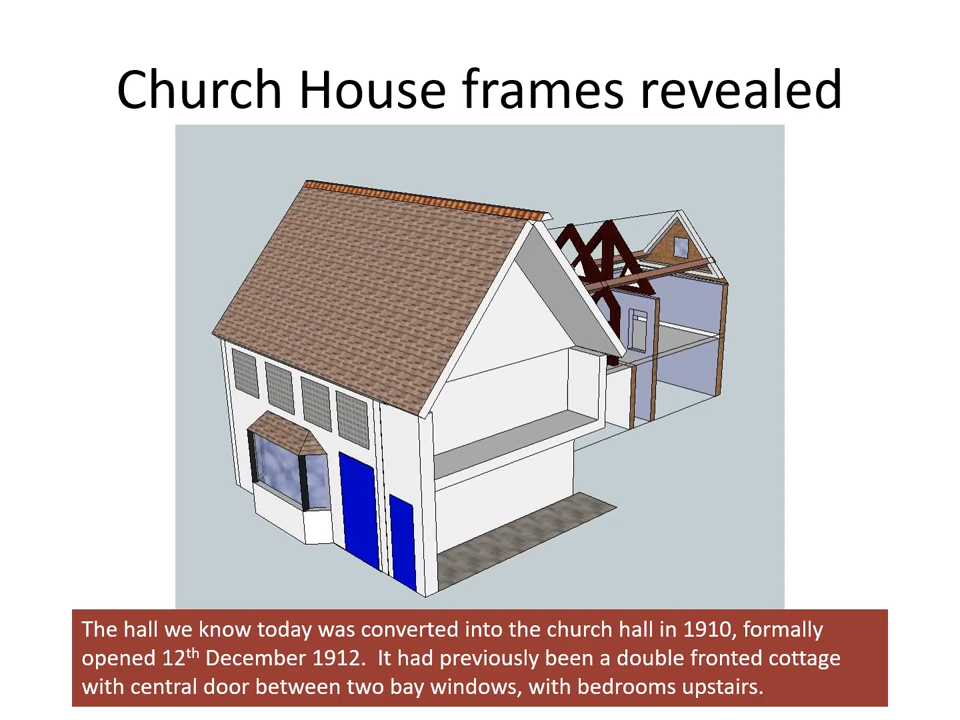 Church House frames revealed
The hall we know today was converted into the church hall in 1910, formally
opened 12th December 1912.  It had previously been a double fronted cottage
with central door between two bay windows, with bedrooms upstairs.